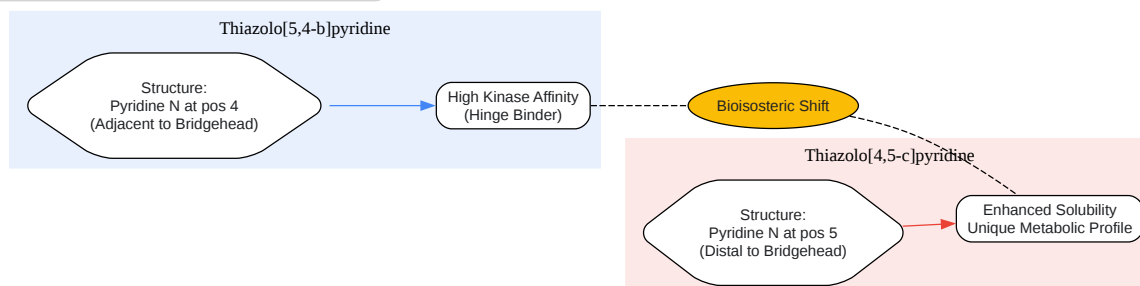 Thiazolo[5,4-b]pyridine
Structure:
Pyridine N at pos 4
(Adjacent to Bridgehead)
High Kinase Affinity
(Hinge Binder)
Bioisosteric Shift
Thiazolo[4,5-c]pyridine
Structure:
Pyridine N at pos 5
(Distal to Bridgehead)
Enhanced Solubility
Unique Metabolic Profile